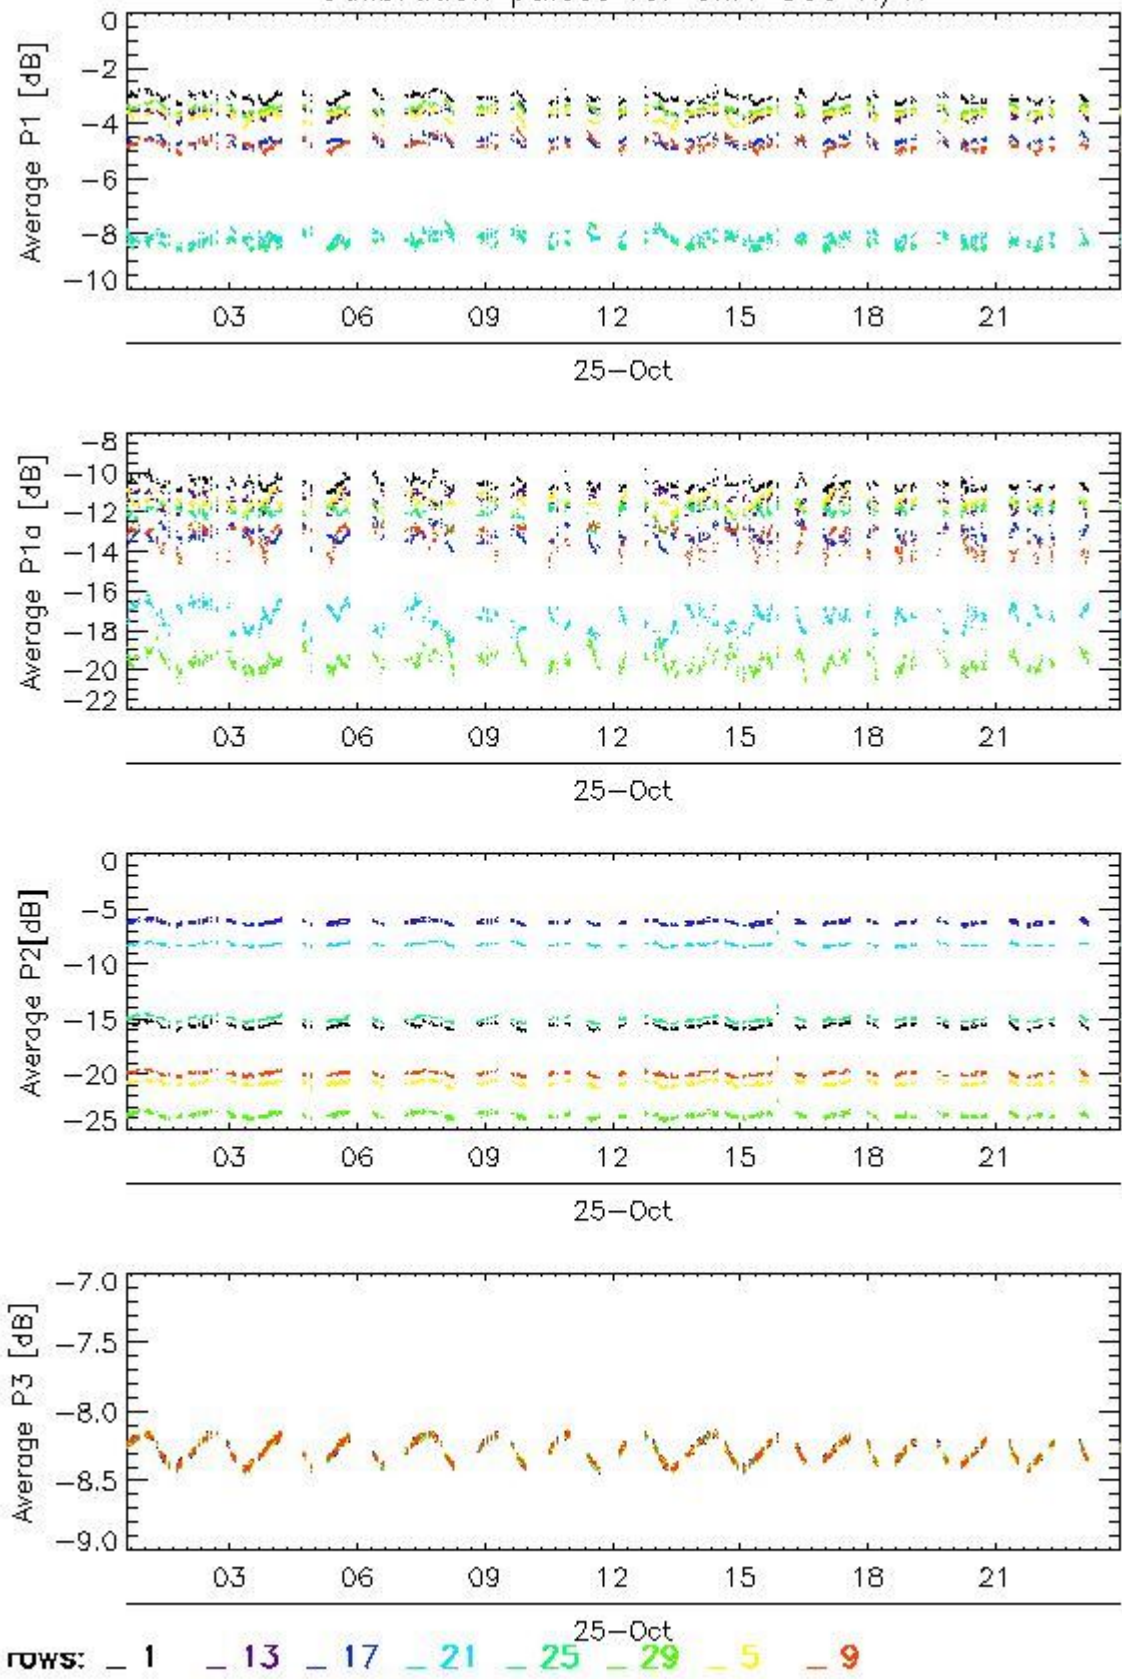 Average P1 [dB]
0
−2
−4
−6
−8
−10
03 06 09 12 15 18 21
25−Oct
Average P1a [dB]
−8
−10
−12
−14
−16
−18
−20
−22
03 06 09 12 15 18 21
25−Oct
Average P2[dB]
0
−5
−10
−15
−20
−25
03 06 09 12 15 18 21
25−Oct
Average P3 [dB]
−7.0
−7.5
−8.0
−8.5
−9.0
03 06 09 12 15 18 21
25−Oct
rows: _ 1 _ 13 _ 17 _ 21 _ 25 _ 29 _ 5 _ 9